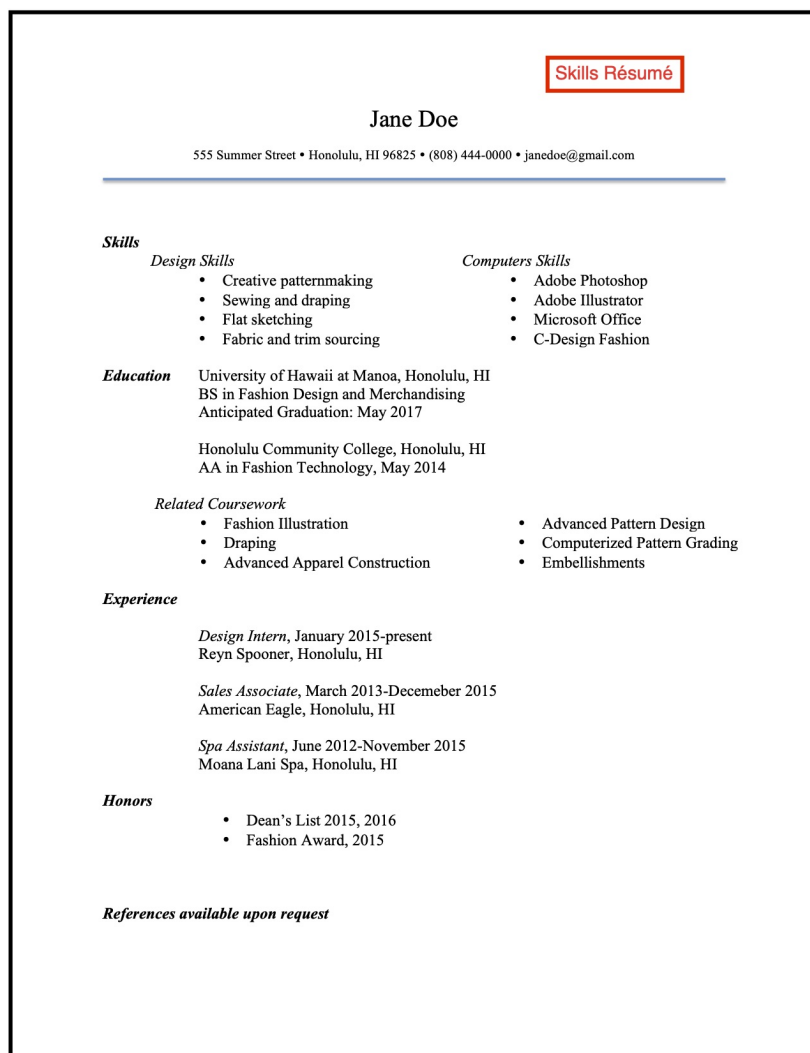 Skills Résumé
Jane Doe
555 Summer Street • Honolulu, HI 96825 • (808) 444-0000 • janedoe@gmail.com
Skills
Design Skills
• Creative patternmaking
• Sewing and draping
• Flat sketching
• Fabric and trim sourcing
Computers Skills
• Adobe Photoshop
• Adobe Illustrator
• Microsoft Office
• C-Design Fashion
Education University of Hawaii at Manoa, Honolulu, HI
BS in Fashion Design and Merchandising
Anticipated Graduation: May 2017
Honolulu Community College, Honolulu, HI
AA in Fashion Technology, May 2014
Related Coursework
• Fashion Illustration
• Draping
• Advanced Apparel Construction
• Advanced Pattern Design
• Computerized Pattern Grading
• Embellishments
Experience
Design Intern, January 2015-present
Reyn Spooner, Honolulu, HI
Sales Associate, March 2013-Decemeber 2015
American Eagle, Honolulu, HI
Spa Assistant, June 2012-November 2015
Moana Lani Spa, Honolulu, HI
Honors
• Dean’s List 2015, 2016
• Fashion Award, 2015
References available upon request